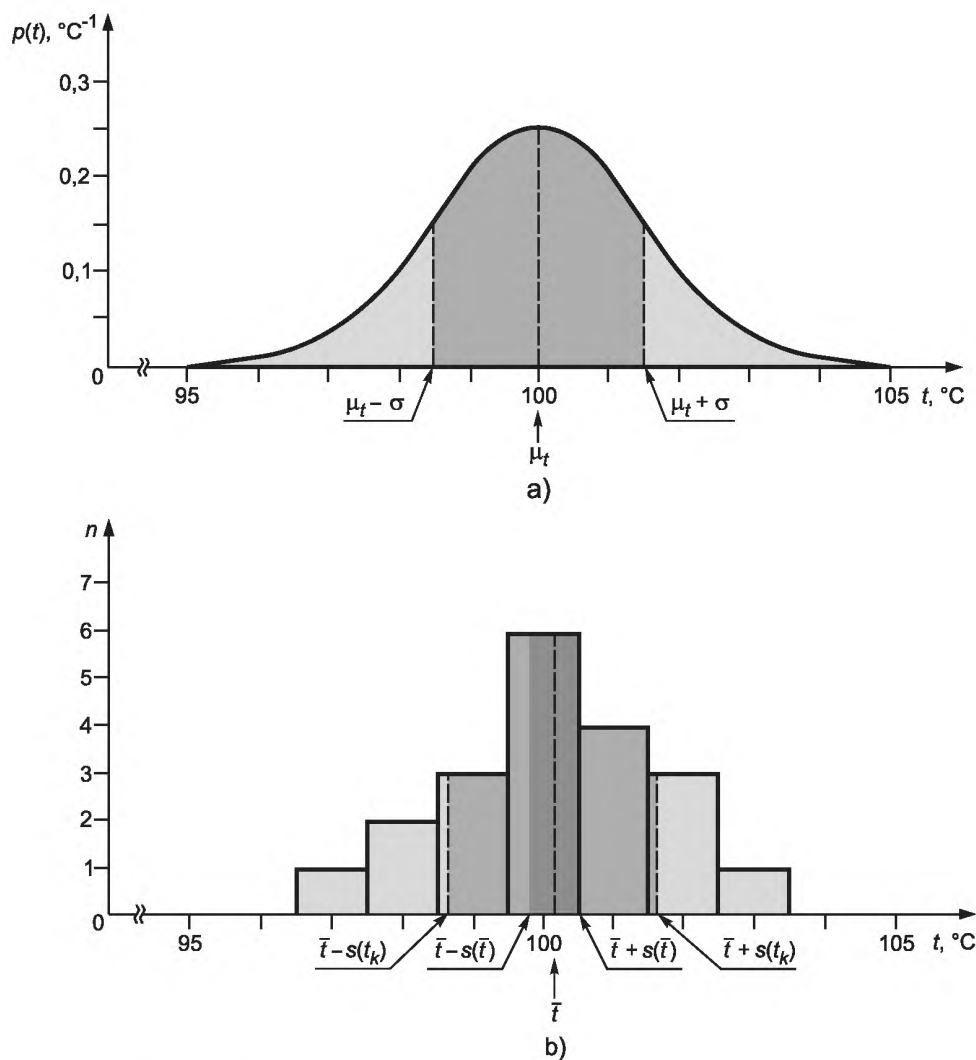 p(t), °C⁻¹
0,3
0,2
0,1
0
95
100
105
t, °C
μₜ – σ
μₜ + σ
μₜ
a)
n
7
6
5
4
3
2
1
0
95
100
105
t, °C
t̄ – s(tₖ)
t̄ – s(t̄)
t̄ + s(t̄)
t̄ + s(tₖ)
t̄
b)